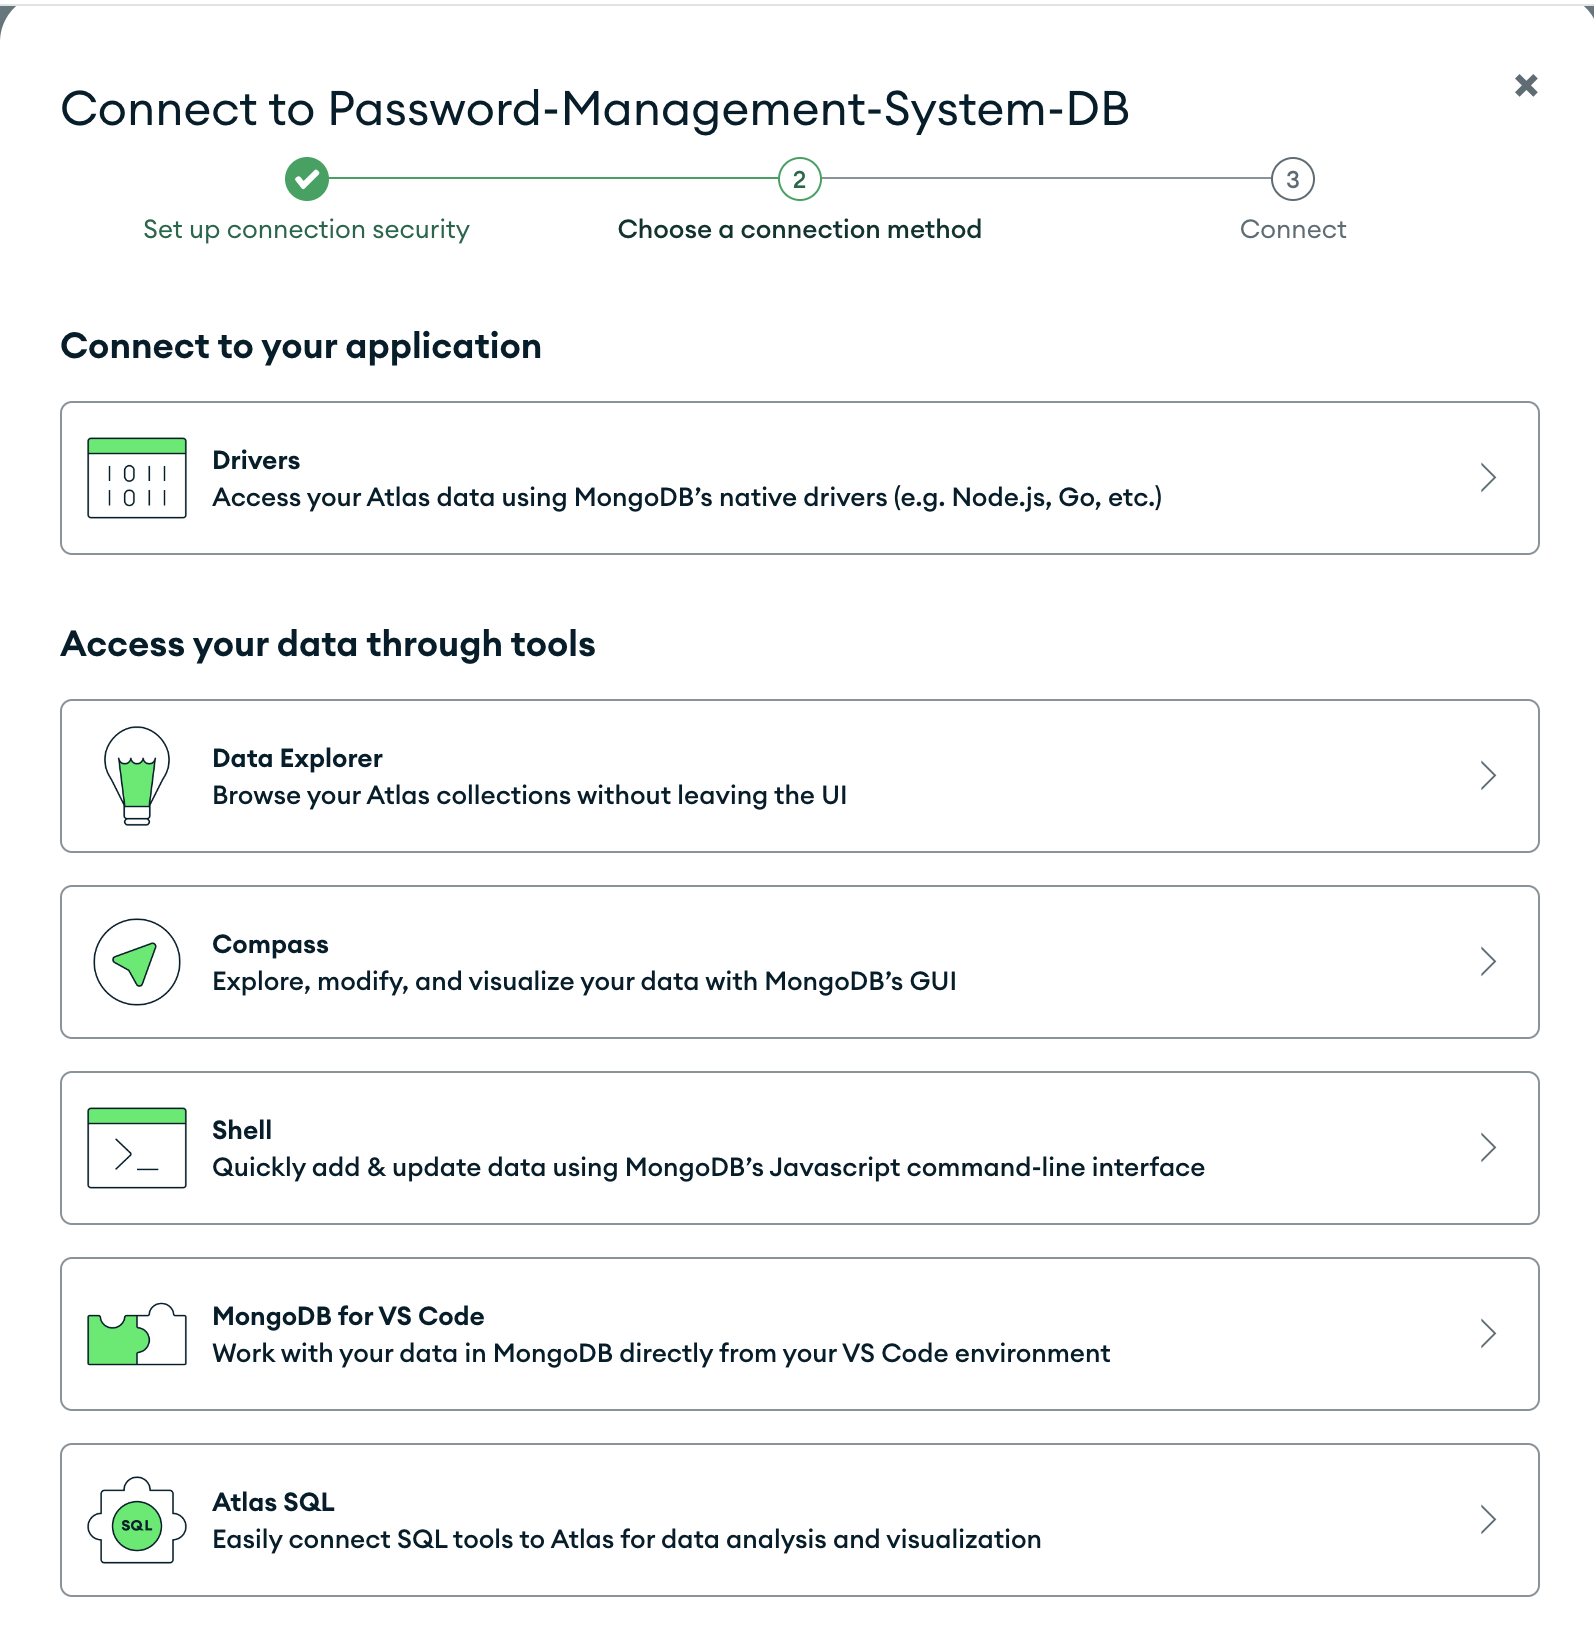 Connect to Password-Management-System-DB
2
3
Set up connection security
Choose a connection method
Connect
Connect to your application
1011
1011
Drivers
Access your Atlas data using MongoDB’s native drivers (e.g. Node.js, Go, etc.)
Access your data through tools
Data Explorer
Browse your Atlas collections without leaving the UI
Compass
Explore, modify, and visualize your data with MongoDB’s GUI
Shell
Quickly add & update data using MongoDB’s Javascript command-line interface
MongoDB for VS Code
Work with your data in MongoDB directly from your VS Code environment
SQL
Atlas SQL
Easily connect SQL tools to Atlas for data analysis and visualization